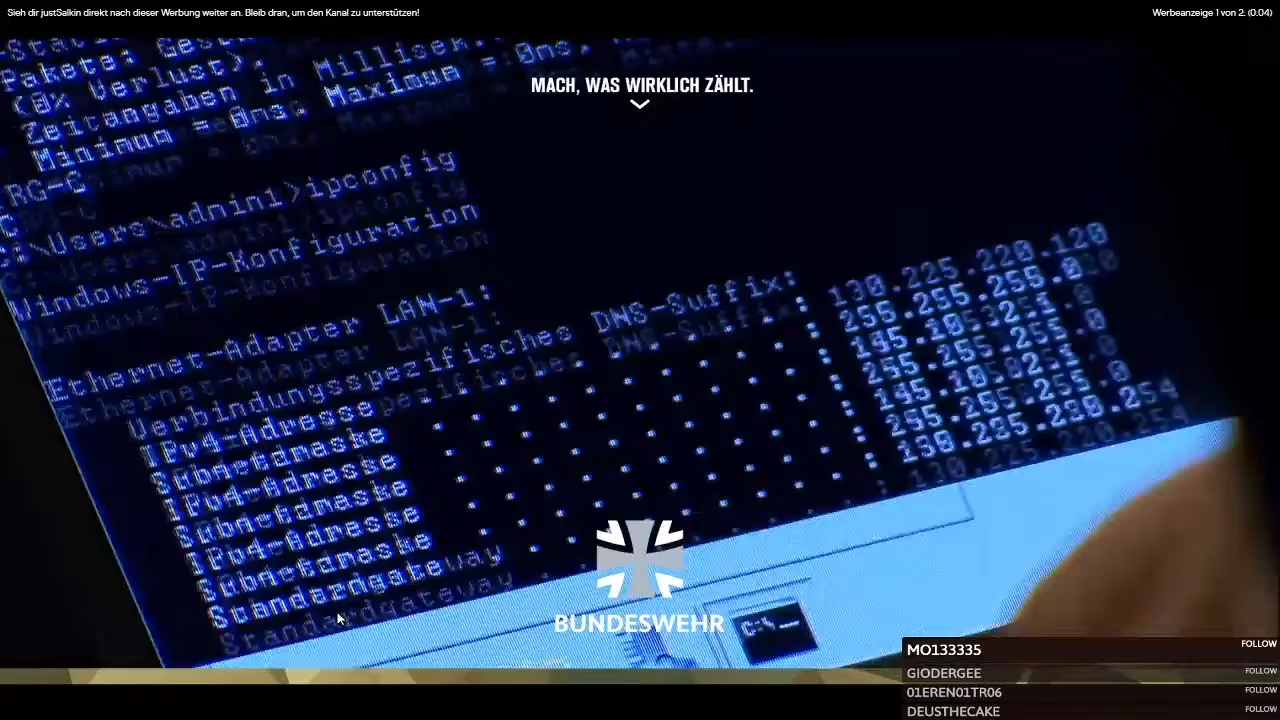 Sieh dir justSalkin direkt nach dieser Werbung weiter an. Bleib dran, um den Kanal zu unterstützen!
Werbeanzeige 1 von 2. (0:04)
MACH, WAS WIRKLICH ZÄHLT.
Pakete: Gesen
(0% Verlust),
Zeitangaben in Millisek.
Minimum = 0ms, Maximum = 0ms,
C:\Users\admin1>ipconfig
Windows-IP-Konfiguration
Ethernet-Adapter LAN-1:
Verbindungsspezifisches DNS-Suffix:
IPv4-Adresse : 130.225.220.120
Subnetzmaske : 255.255.255.0
IPv4-Adresse
Subnetzmaske : 255.255.255.0
IPv4-Adresse
Subnetzmaske : 255.255.255.0
Standardgateway
BUNDESWEHR
C:\
MO133335 FOLLOW
GIODERGEE FOLLOW
01EREN01TR06 FOLLOW
DEUSTHECAKE FOLLOW